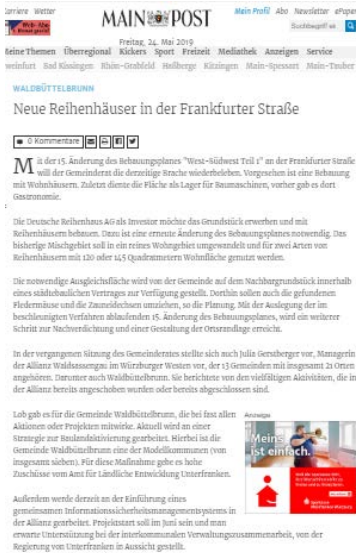 Karriere Wetter
Mein Profil Abo Newsletter ePaper
MAIN POST
Suchbegriff ei
Freitag, 24. Mai 2019
Meine Themen Überregional Kickers Sport Freizeit Mediathek Anzeigen Service
Schweinfurt Bad Kissingen Rhön-Grabfeld Haßberge Kitzingen Main-Spessart Main-Tauber
WALDBÜTTELBRUNN
Neue Reihenhäuser in der Frankfurter Straße
0 Kommentare
Mit der 15. Änderung des Bebauungsplanes "West-Südwest Teil 1" an der Frankfurter Straße
will der Gemeinderat die derzeitige Brache wiederbeleben. Vorgesehen ist eine Bebauung
mit Wohnhäusern. Zuletzt diente die Fläche als Lager für Baumaschinen, vorher gab es dort
Gastronomie.
Die Deutsche Reihenhaus AG als Investor möchte das Grundstück erwerben und mit
Reihenhäusern bebauen. Dazu ist eine erneute Änderung des Bebauungsplanes notwendig. Das
bisherige Mischgebiet soll in ein reines Wohngebiet umgewandelt und für zwei Arten von
Reihenhäusern mit 120 oder 145 Quadratmetern Wohnfläche genutzt werden.
Die notwendige Ausgleichsfläche wird von der Gemeinde auf dem Nachbargrundstück innerhalb
eines städtebaulichen Vertrages zur Verfügung gestellt. Dorthin sollen auch die gefundenen
Fledermäuse und die Zauneidechsen umziehen, so die Planung. Mit der Auslegung der im
beschleunigten Verfahren ablaufenden 15. Änderung des Bebauungsplanes, wird ein weiterer
Schritt zur Nachverdichtung und einer Gestaltung der Ortsrandlage erreicht.
In der vergangenen Sitzung des Gemeinderates stellte sich auch Julia Gerstberger vor, Managerin
der Allianz Waldsassengau im Würzburger Westen vor, der 13 Gemeinden mit insgesamt 21 Orten
angehören. Darunter auch Waldbüttelbrunn. Sie berichtete von den vielfältigen Aktivitäten, die in
der Allianz bereits angeschoben wurden oder bereits abgeschlossen sind.
Lob gab es für die Gemeinde Waldbüttelbrunn, die bei fast allen
Aktionen oder Projekten mitwirke. Aktuell wird an einer
Strategie zur Baulandaktivierung gearbeitet. Hierbei ist die
Gemeinde Waldbüttelbrunn eine der Modellkommunen (von
insgesamt sieben). Für diese Maßnahme gebe es hohe
Zuschüsse vom Amt für Ländliche Entwicklung Unterfranken.
Anzeigen
Meins
ist einfach.
Außerdem werde derzeit an der Einführung eines
gemeinsamen Informationssicherheitsmanagementsystems in
der Allianz gearbeitet. Projektstart soll im Juni sein und man
erwarte Unterstützung bei der interkommunalen Verwaltungszusammenarbeit, von der
Regierung von Unterfranken in Aussicht gestellt.